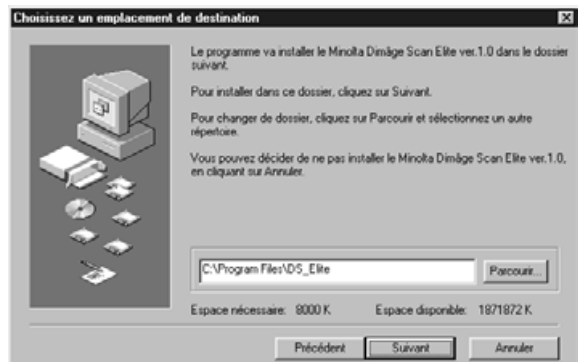 Choisissez un emplacement de destination
Le programme va installer le Minolta Dimâge Scan Elite ver.1.0 dans le dossier
suivant.
Pour installer dans ce dossier, cliquez sur Suivant.
Pour changer de dossier, cliquez sur Parcourir et sélectionnez un autre
répertoire.
Vous pouvez décider de ne pas installer le Minolta Dimâge Scan Elite ver.1.0,
en cliquant sur Annuler.
C:\Program Files\DS_Elite
Parcourir...
Espace nécessaire: 8000 K Espace disponible: 1871872 K
Précédent Suivant Annuler